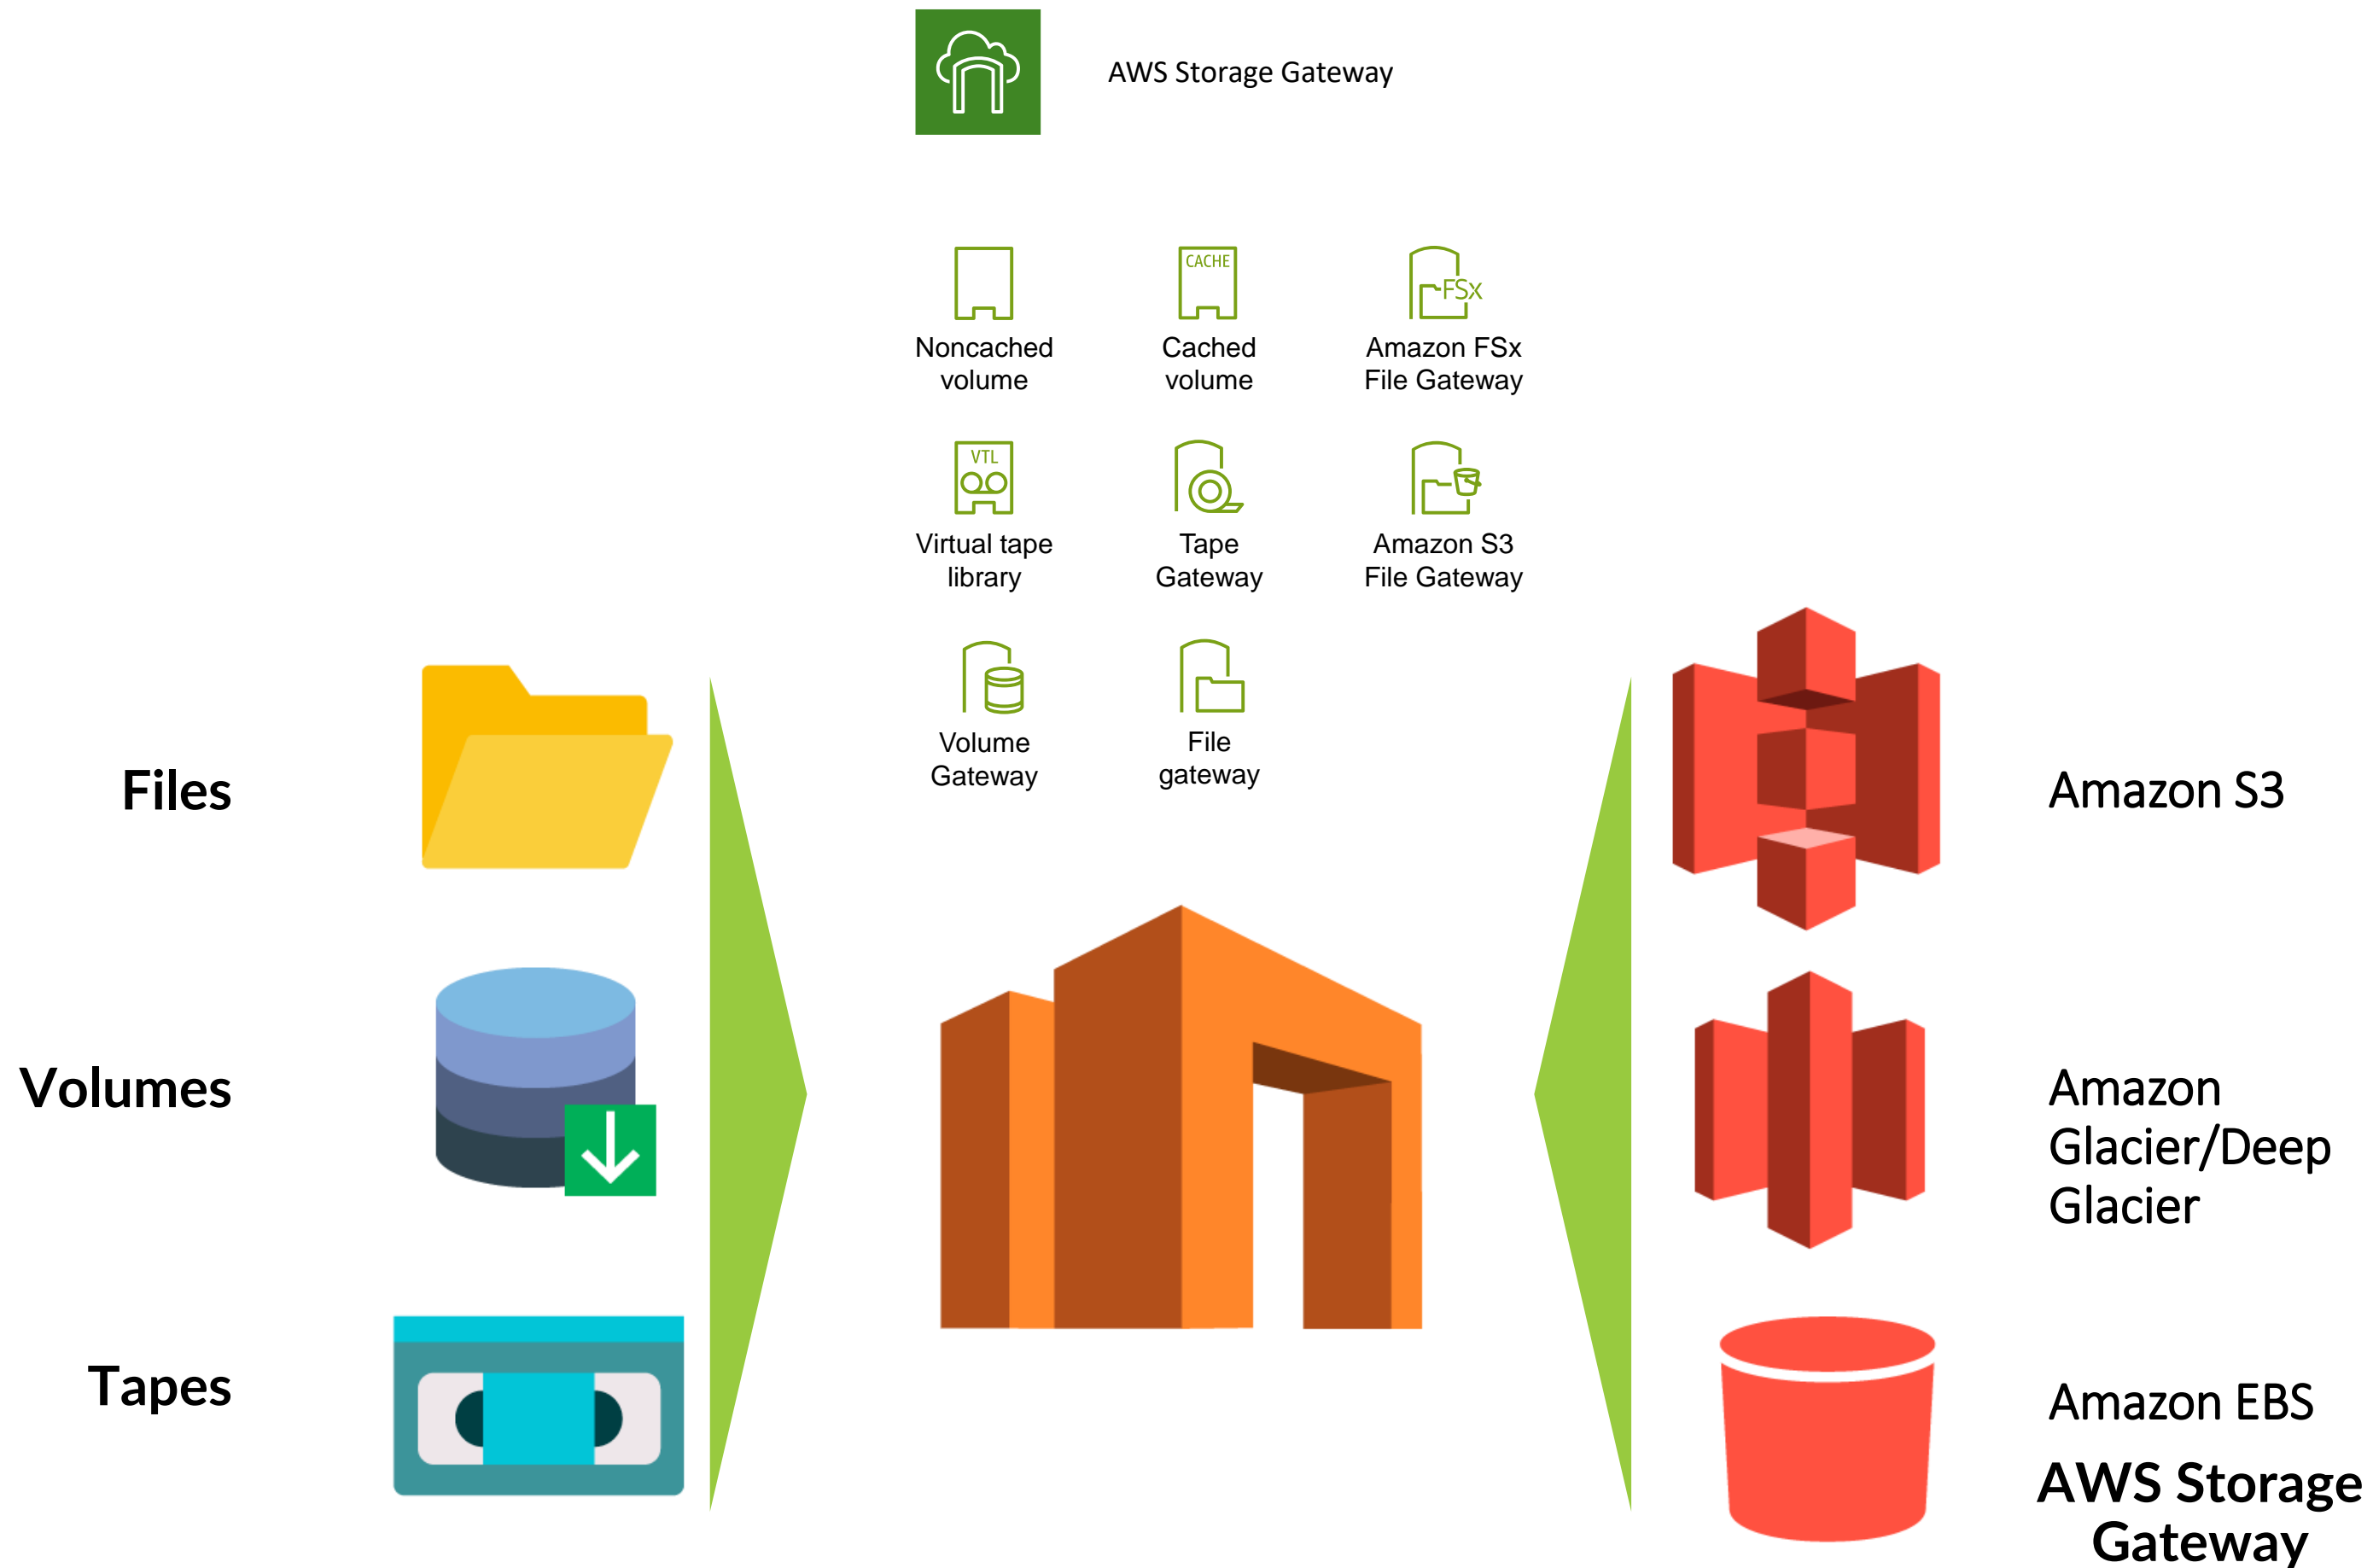 AWS Storage Gateway
CACHE
FSx
Noncached
volume
Cached
volume
Amazon FSx
File Gateway
VTL
Virtual tape
library
Tape
Gateway
Amazon S3
File Gateway
Volume
Gateway
File
gateway
Files
Amazon S3
Volumes
Amazon
Glacier/Deep
Glacier
Tapes
Amazon EBS
AWS Storage
Gateway